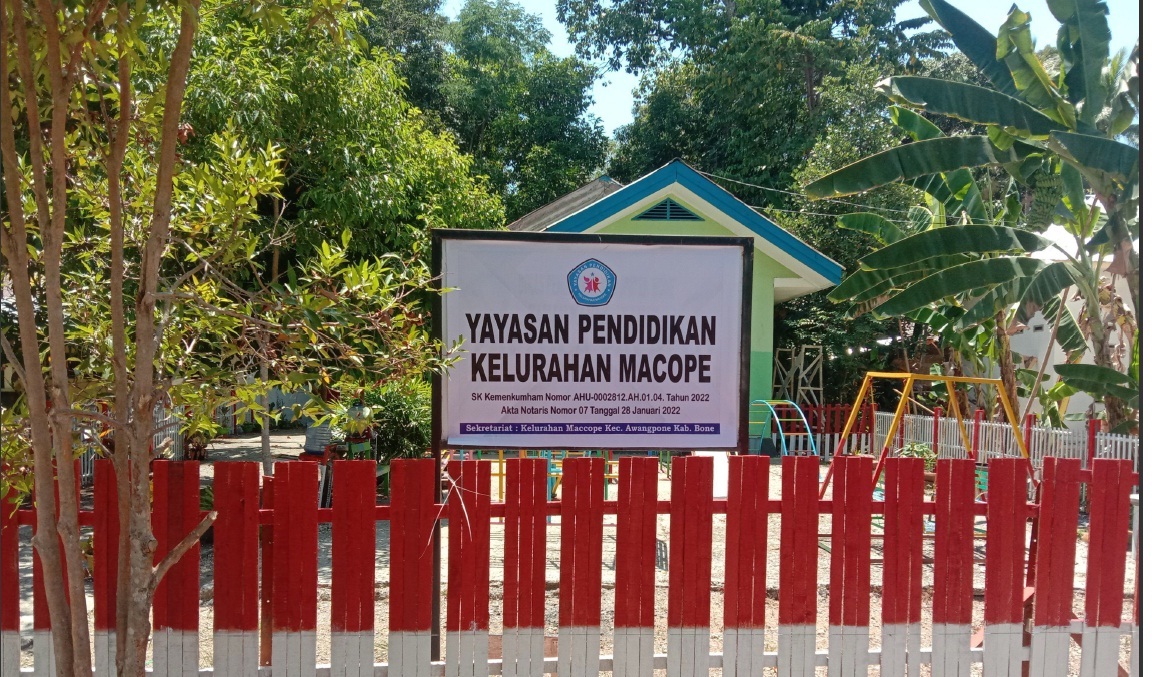 YAYASAN PENDIDIKAN
KELURAHAN MACOPE
SK Kemenkumham Nomor AHU-0002812.AH.01.04. Tahun 2022
Akta Notaris Nomor 07 Tanggal 28 Januari 2022
Sekretariat : Kelurahan Maccope Kec. Awangpone Kab. Bone